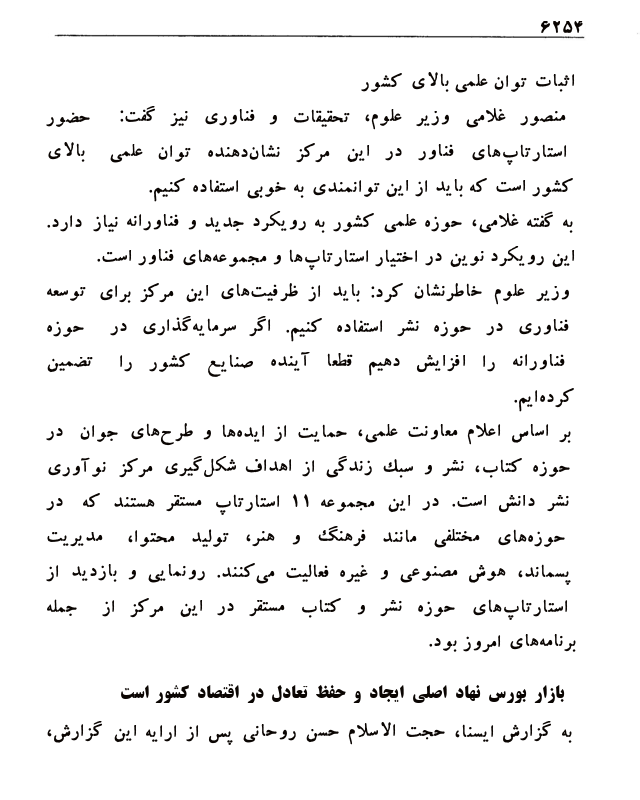 ۶۲۵۴
اثبات توان علمی بالای کشور
منصور غلامی وزیر علوم، تحقیقات و فناوری نیز گفت: حضور
استارتاپ‌های فناور در این مرکز نشان‌دهنده توان علمی بالای
کشور است که باید از این توانمندی به خوبی استفاده کنیم.
به گفته غلامی، حوزه علمی کشور به رویکرد جدید و فناورانه نیاز دارد.
این رویکرد نوین در اختیار استارتاپ‌ها و مجموعه‌های فناور است.
وزیر علوم خاطرنشان کرد: باید از ظرفیت‌های این مرکز برای توسعه
فناوری در حوزه نشر استفاده کنیم. اگر سرمایه‌گذاری در حوزه
فناورانه را افزایش دهیم قطعا آینده صنایع کشور را تضمین
کرده‌ایم.
بر اساس اعلام معاونت علمی، حمایت از ایده‌ها و طرح‌های جوان در
حوزه کتاب، نشر و سبک زندگی از اهداف شکل‌گیری مرکز نوآوری
نشر دانش است. در این مجموعه ۱۱ استارتاپ مستقر هستند که در
حوزه‌های مختلفی مانند فرهنگ و هنر، تولید محتوا، مدیریت
پسماند، هوش مصنوعی و غیره فعالیت می‌کنند. رونمایی و بازدید از
استارتاپ‌های حوزه نشر و کتاب مستقر در این مرکز از جمله
برنامه‌های امروز بود.
بازار بورس نهاد اصلی ایجاد و حفظ تعادل در اقتصاد کشور است
به گزارش ایسنا، حجت الاسلام حسن روحانی پس از ارایه این گزارش،